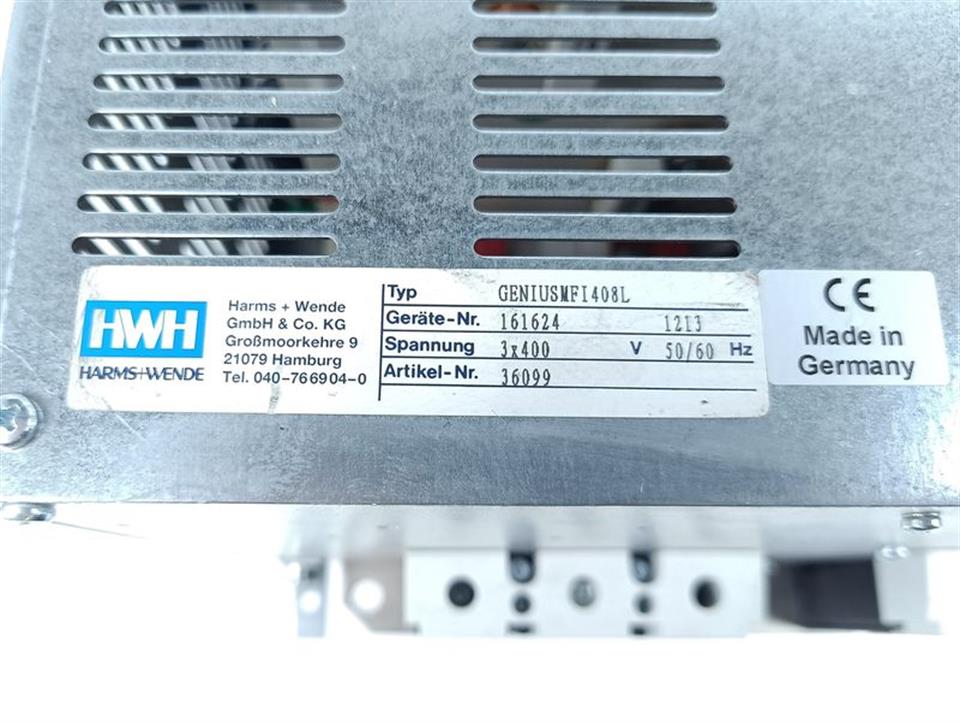 HWH
HARMS+WENDE
Harms + Wende
GmbH & Co. KG
Großmoorkehre 9
21079 Hamburg
Tel. 040-766904-0
Typ GENIUSMFI408L
Geräte-Nr. 161624 1213
Spannung 3x400 V 50/60 Hz
Artikel-Nr. 36099
CE
Made in
Germany